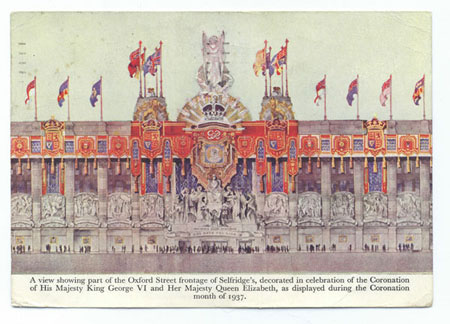 A view showing part of the Oxford Street frontage of Selfridge's, decorated in celebration of the Coronation
of His Majesty King George VI and Her Majesty Queen Elizabeth, as displayed during the Coronation
month of 1937.